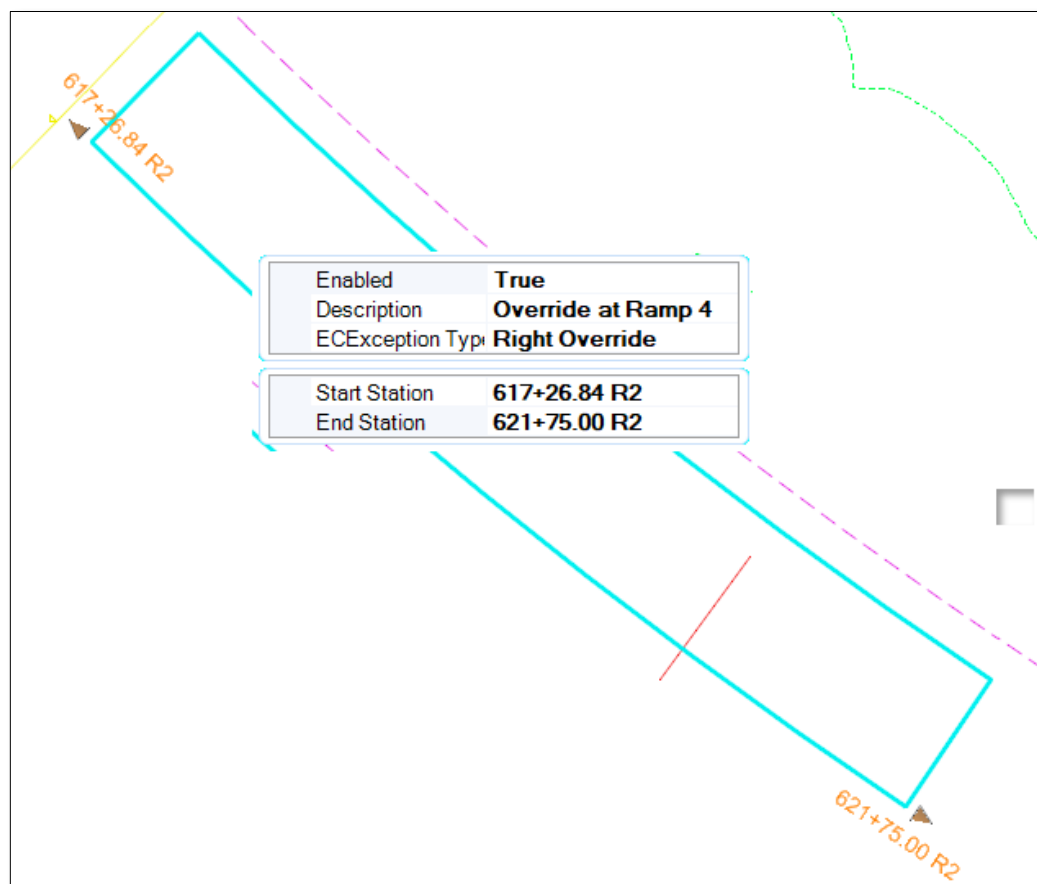 617+26.84 R2
Enabled True
Description Override at Ramp 4
ECException Type Right Override
Start Station 617+26.84 R2
End Station 621+75.00 R2
621+75.00 R2